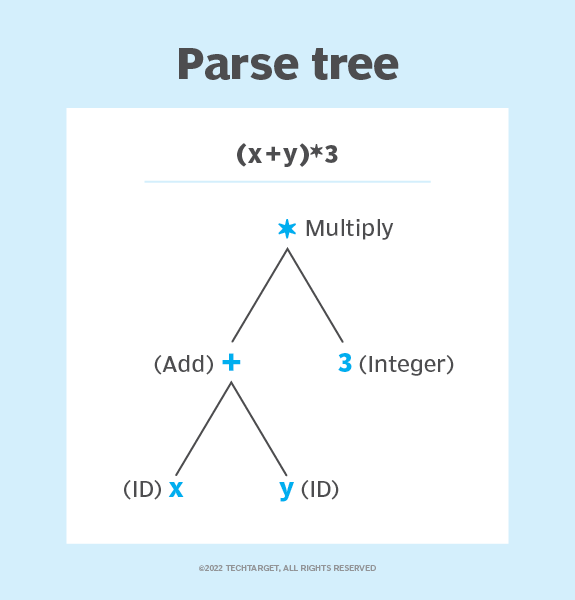 Parse tree
(x+y)*3
* Multiply
(Add) + 3 (Integer)
(ID) x y (ID)
©2022 TECHTARGET, ALL RIGHTS RESERVED